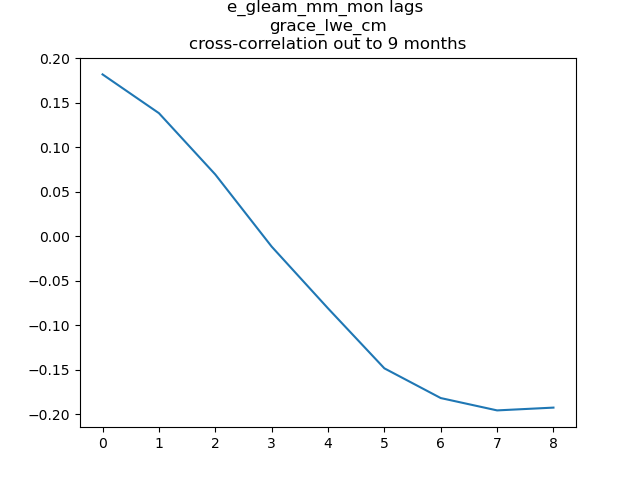 e_gleam_mm_mon lags
grace_lwe_cm
cross-correlation out to 9 months
0.20
0.15
0.10
0.05
0.00
−0.05
−0.10
−0.15
−0.20
0 1 2 3 4 5 6 7 8